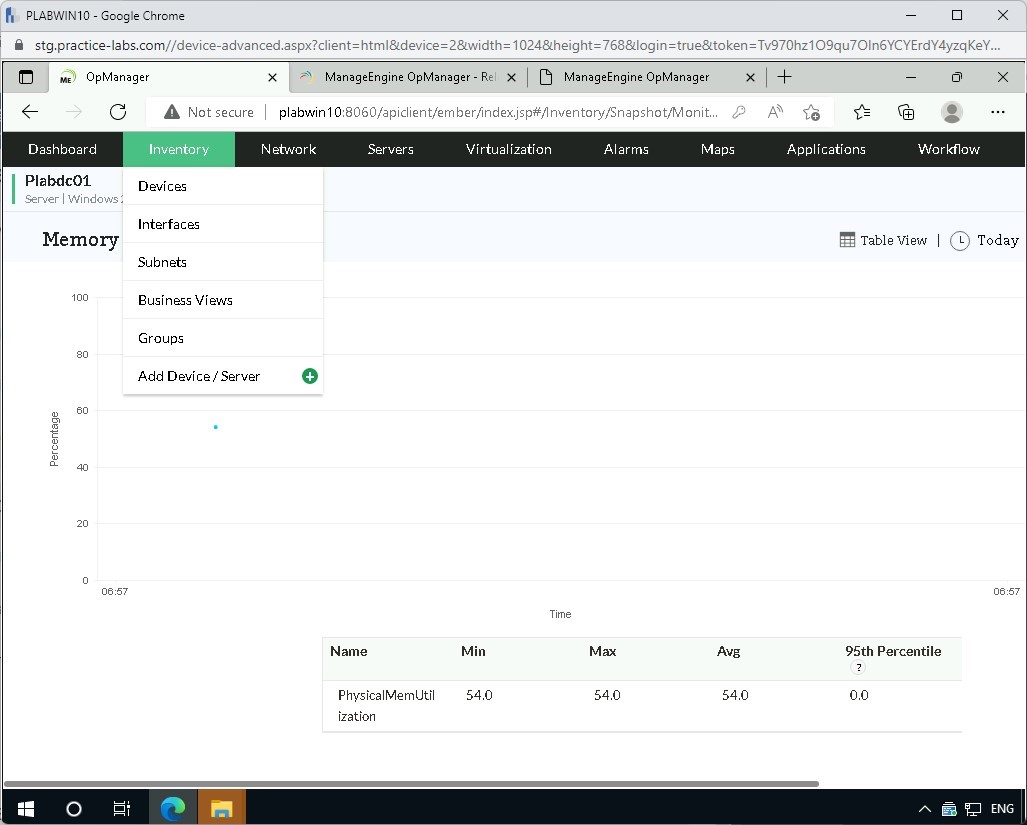 PLABWIN10 - Google Chrome
stg.practice-labs.com//device-advanced.aspx?client=html&device=2&width=1024&height=768&login=true&token=Tv970hz1O9qu7OIn6YCYErdY4yzqKeY...
OpManager
ManageEngine OpManager - Rel
ManageEngine OpManager
Not secure
plabwin10:8060/apiclient/ember/index.jsp#/Inventory/Snapshot/Monit...
Dashboard Inventory Network Servers Virtualization Alarms Maps Applications Workflow
Plabdc01
Server | Windows
Devices
Interfaces
Subnets
Business Views
Groups
Add Device / Server
Memory
Table View | Today
100
80
60
40
20
0
Percentage
06:57 06:57
Time
Name Min Max Avg 95th Percentile
?
PhysicalMemUtil 54.0 54.0 54.0 0.0
ization
ENG